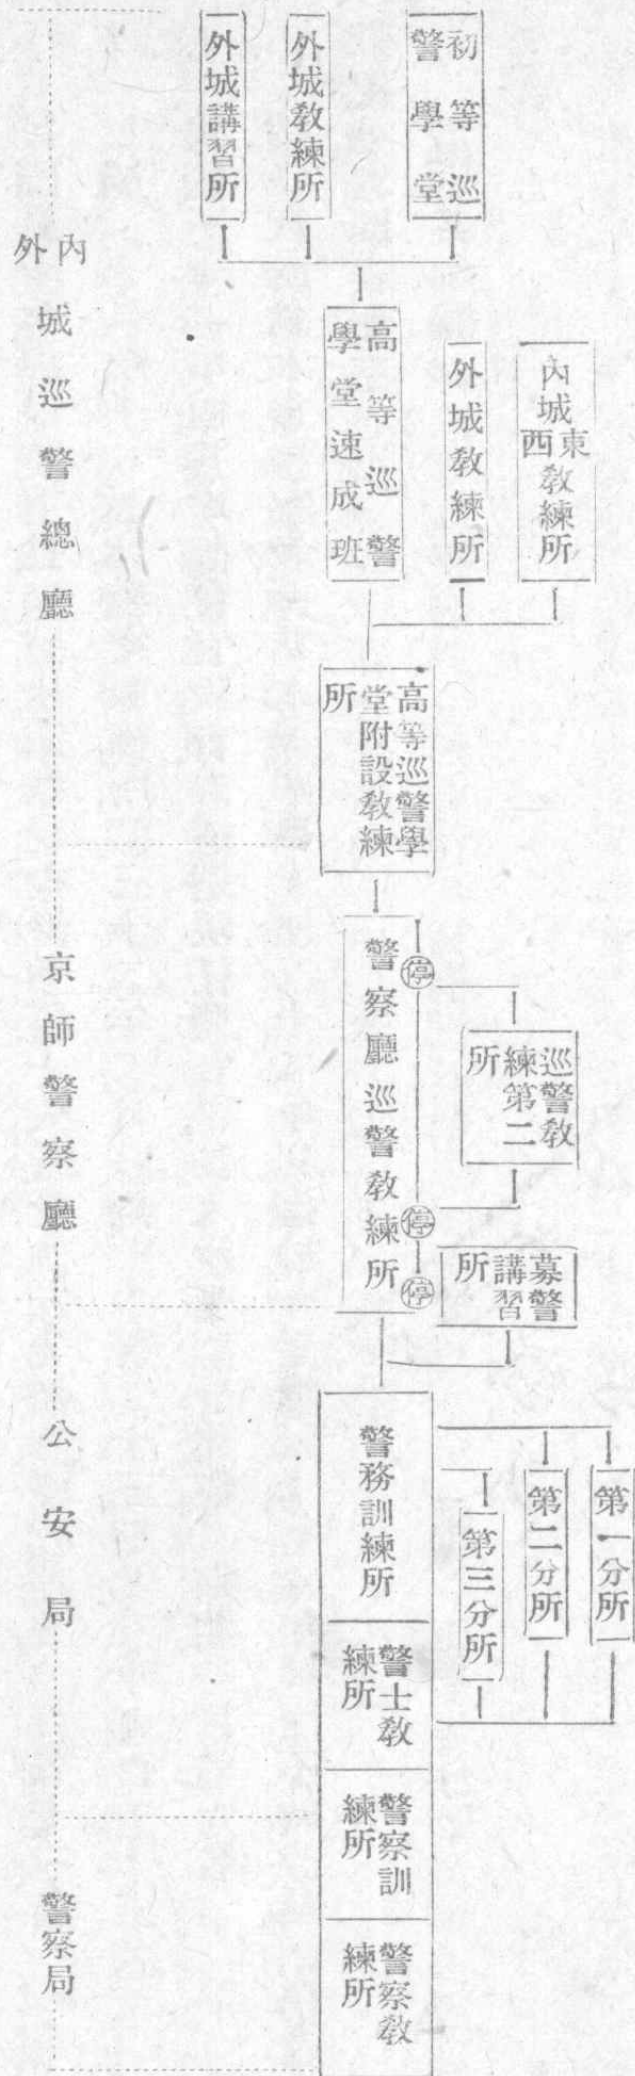 初等巡
警學堂
外城教練所
外城講習所
內城東
西教練所
外城教練所
高等巡警
學堂速成班
高等巡警學
堂附設教練
所
內
外城巡警總廳
巡警教
練第二
所
停
警察廳巡警教練所
停
停
募警
講習
所
京師警察廳
第一分所
第二分所
第三分所
警務訓練所
警士教
練所
警察訓
練所
警察教
練所
公安局
警察局